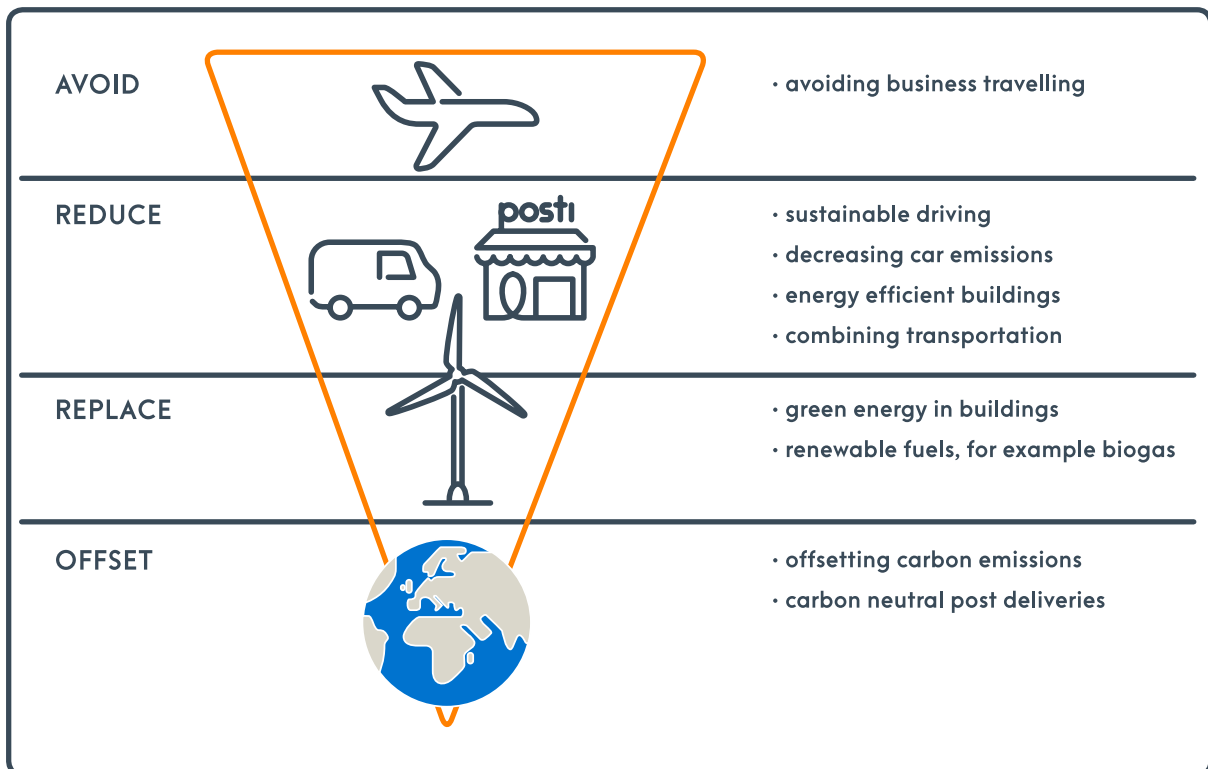 AVOID
· avoiding business travelling
REDUCE
posti
· sustainable driving
· decreasing car emissions
· energy efficient buildings
· combining transportation
REPLACE
· green energy in buildings
· renewable fuels, for example biogas
OFFSET
· offsetting carbon emissions
· carbon neutral post deliveries